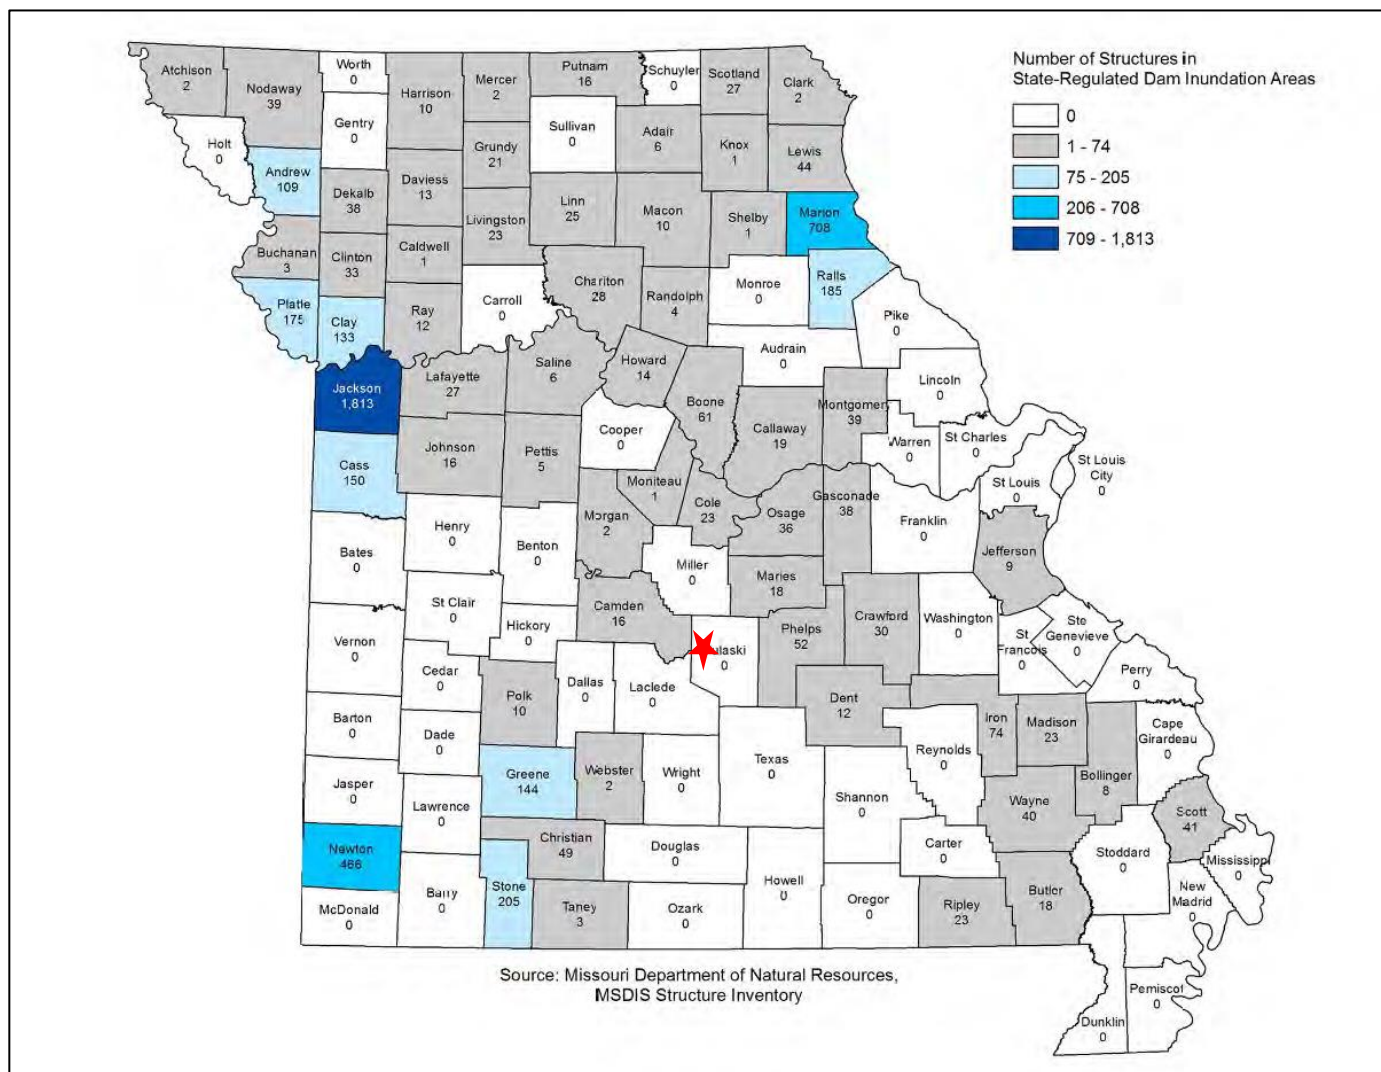 Number of Structures in
State-Regulated Dam Inundation Areas
0
1 - 74
75 - 205
206 - 708
709 - 1,813
Atchison
2
Nodaway
39
Worth
0
Harrison
10
Mercer
2
Putnam
16
Schuyler
0
Scotland
27
Clark
2
Holt
0
Gentry
0
Sullivan
0
Adair
6
Knox
1
Lewis
44
Grundy
21
Andrew
109
Dekalb
38
Daviess
13
Linn
25
Macon
10
Shelby
1
Marion
708
Livingston
23
Buchanan
3
Clinton
33
Caldwell
1
Chariton
28
Randolph
4
Monroe
0
Ralls
185
Platte
175
Clay
133
Ray
12
Carroll
0
Pike
0
Audrain
0
Jackson
1,813
Lafayette
27
Saline
6
Howard
14
Boone
61
Callaway
19
Montgomery
39
Lincoln
0
Warren
0
St Charles
0
St Louis
City
0
St Louis
0
Cooper
0
Cass
150
Johnson
16
Pettis
5
Moniteau
1
Cole
23
Osage
36
Gasconade
38
Franklin
0
Jefferson
9
Morgan
2
Henry
0
Benton
0
Miller
0
Bates
0
Maries
18
St Clair
0
Hickory
0
Camden
16
laski
0
Phelps
52
Crawford
30
Washington
0
St
Francois
0
Ste
Genevieve
0
Perry
0
Vernon
0
Cedar
0
Polk
10
Dallas
0
Laclede
0
Dent
12
Iron
74
Madison
23
Cape
Girardeau
0
Barton
0
Dade
0
Reynolds
0
Bollinger
8
Greene
144
Webster
2
Wright
0
Texas
0
Jasper
0
Lawrence
0
Shannon
0
Wayne
40
Scott
41
Newton
466
Christian
49
Douglas
0
Carter
0
Stoddard
0
Mississippi
0
McDonald
0
Barry
0
Stone
205
Taney
3
Ozark
0
Howell
0
Oregon
0
Ripley
23
Butler
18
New
Madrid
0
Pemiscot
0
Dunklin
0
Source: Missouri Department of Natural Resources,
MSDIS Structure Inventory